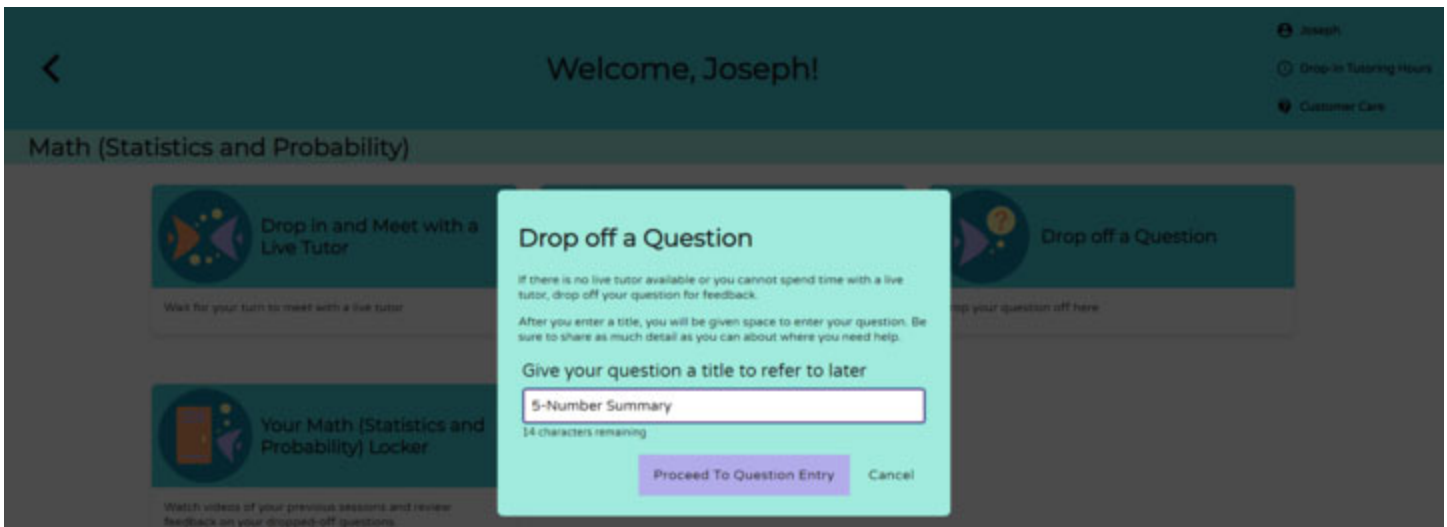 Joseph
Welcome, Joseph!
Drop-In Tutoring Hours
Customer Care
Math (Statistics and Probability)
Drop in and Meet with a
Live Tutor
Wait for your turn to meet with a live tutor
Drop off a Question
If there is no live tutor available or you cannot spend time with a live
tutor, drop off your question for feedback.
After you enter a title, you will be given space to enter your question. Be
sure to share as much detail as you can about where you need help.
Give your question a title to refer to later
5-Number Summary
14 characters remaining
Proceed To Question Entry
Cancel
Drop off a Question
your question off here
Your Math (Statistics and
Probability) Locker
Watch videos of your previous sessions and review
feedback on your dropped-off questions